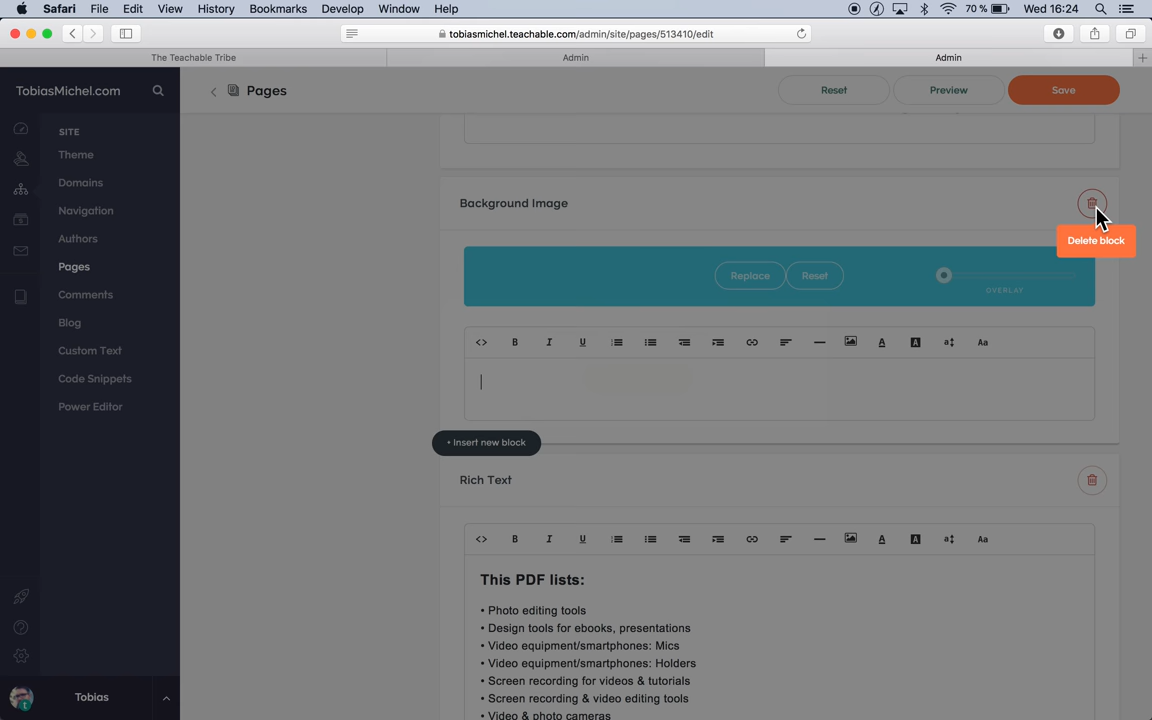 Safari File Edit View History Bookmarks Develop Window Help 70 % Wed 16:24
tobiasmichel.teachable.com/admin/site/pages/513410/edit
The Teachable Tribe Admin Admin
TobiasMichel.com
Pages Reset Preview Save
SITE
Theme
Domains
Navigation
Authors
Pages
Comments
Blog
Custom Text
Code Snippets
Power Editor
Tobias
Background Image
Delete block
Replace Reset
OVERLAY
<> B I U A A a Aa
+ Insert new block
Rich Text
<> B I U A A a Aa
This PDF lists:
• Photo editing tools
• Design tools for ebooks, presentations
• Video equipment/smartphones: Mics
• Video equipment/smartphones: Holders
• Screen recording for videos & tutorials
• Screen recording & video editing tools
• Video & photo cameras